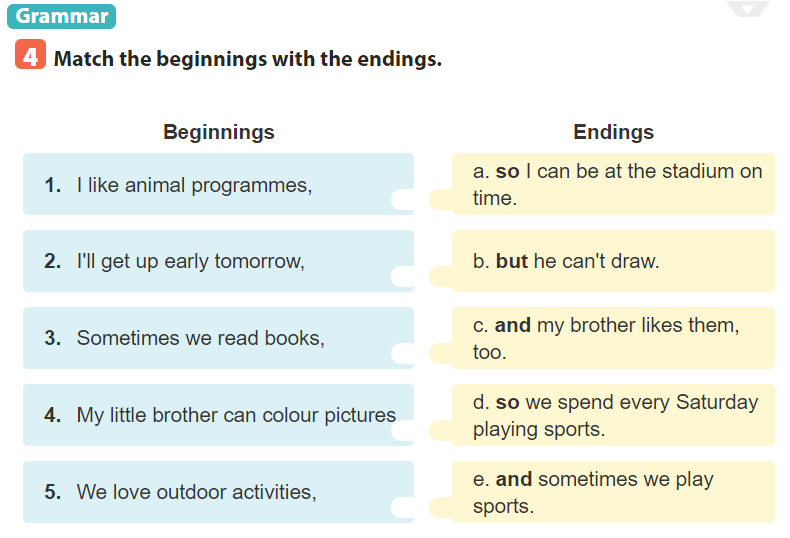 Grammar
4 Match the beginnings with the endings.
Beginnings
Endings
1. I like animal programmes,
a. so I can be at the stadium on
time.
2. I'll get up early tomorrow,
b. but he can't draw.
3. Sometimes we read books,
c. and my brother likes them,
too.
4. My little brother can colour pictures
d. so we spend every Saturday
playing sports.
5. We love outdoor activities,
e. and sometimes we play
sports.